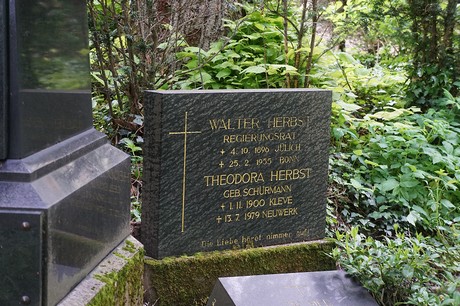 WALTER HERBST
REGIERUNGSRAT
+ 4.10.1896 JÜLICH
+ 25. 2. 1955 BONN
THEODORA HERBST
GEB. SCHÜRMANN
+ 1.11.1900 KLEVE
+ 13. 7. 1979 NEUWERK
Die Liebe hört nimmer auf